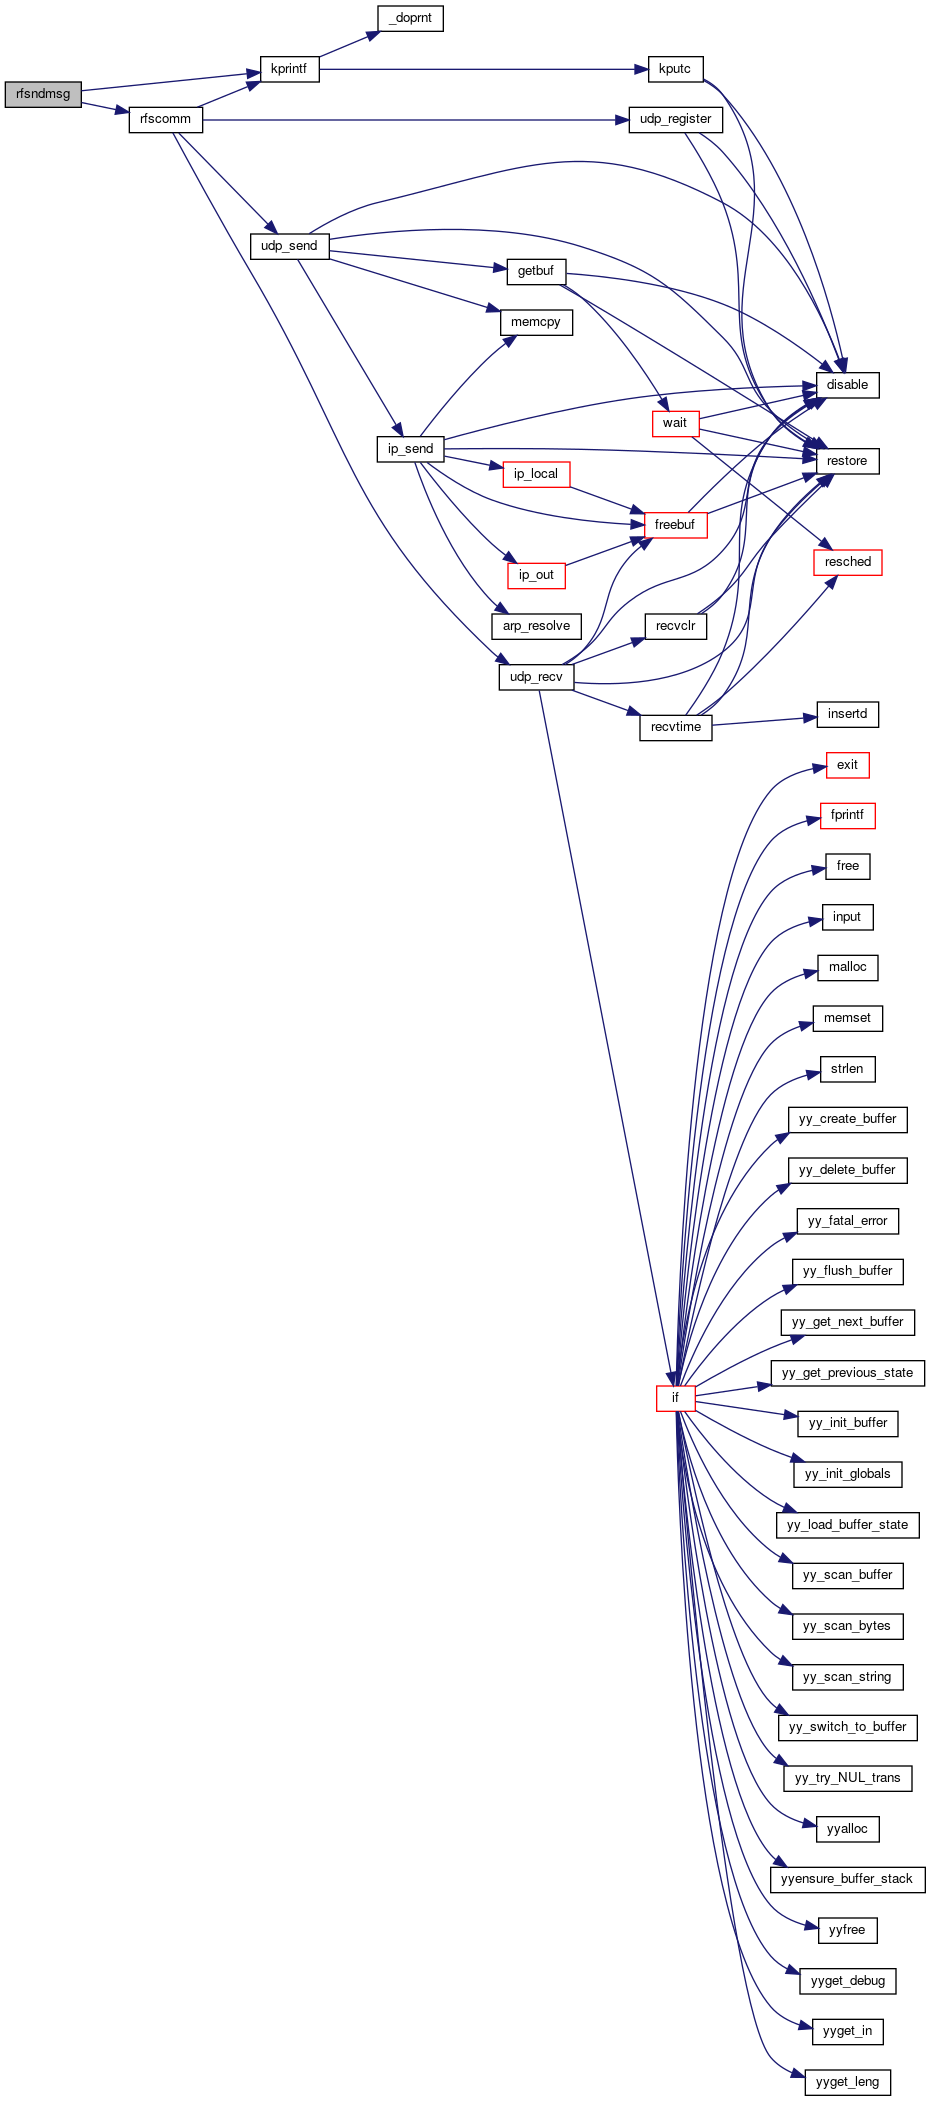 _doprnt
kprintf
kputc
rfsndmsg
rfscomm
udp_register
udp_send
getbuf
memcpy
disable
wait
ip_send
restore
ip_local
freebuf
resched
ip_out
arp_resolve
recvclr
udp_recv
insertd
recvtime
exit
fprintf
free
input
malloc
memset
strlen
yy_create_buffer
yy_delete_buffer
yy_fatal_error
yy_flush_buffer
yy_get_next_buffer
yy_get_previous_state
if
yy_init_buffer
yy_init_globals
yy_load_buffer_state
yy_scan_buffer
yy_scan_bytes
yy_scan_string
yy_switch_to_buffer
yy_try_NUL_trans
yyalloc
yyensure_buffer_stack
yyfree
yyget_debug
yyget_in
yyget_leng